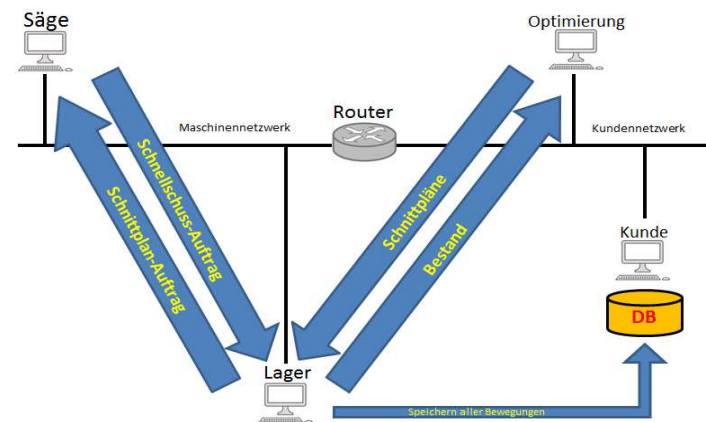 Säge
Optimierung
Router
Maschinennetzwerk
Kundennetzwerk
Schnellschuss-Auftrag
Schnittplan-Auftrag
Schnittpläne
Bestand
Kunde
DB
Lager
Speichern aller Bewegungen